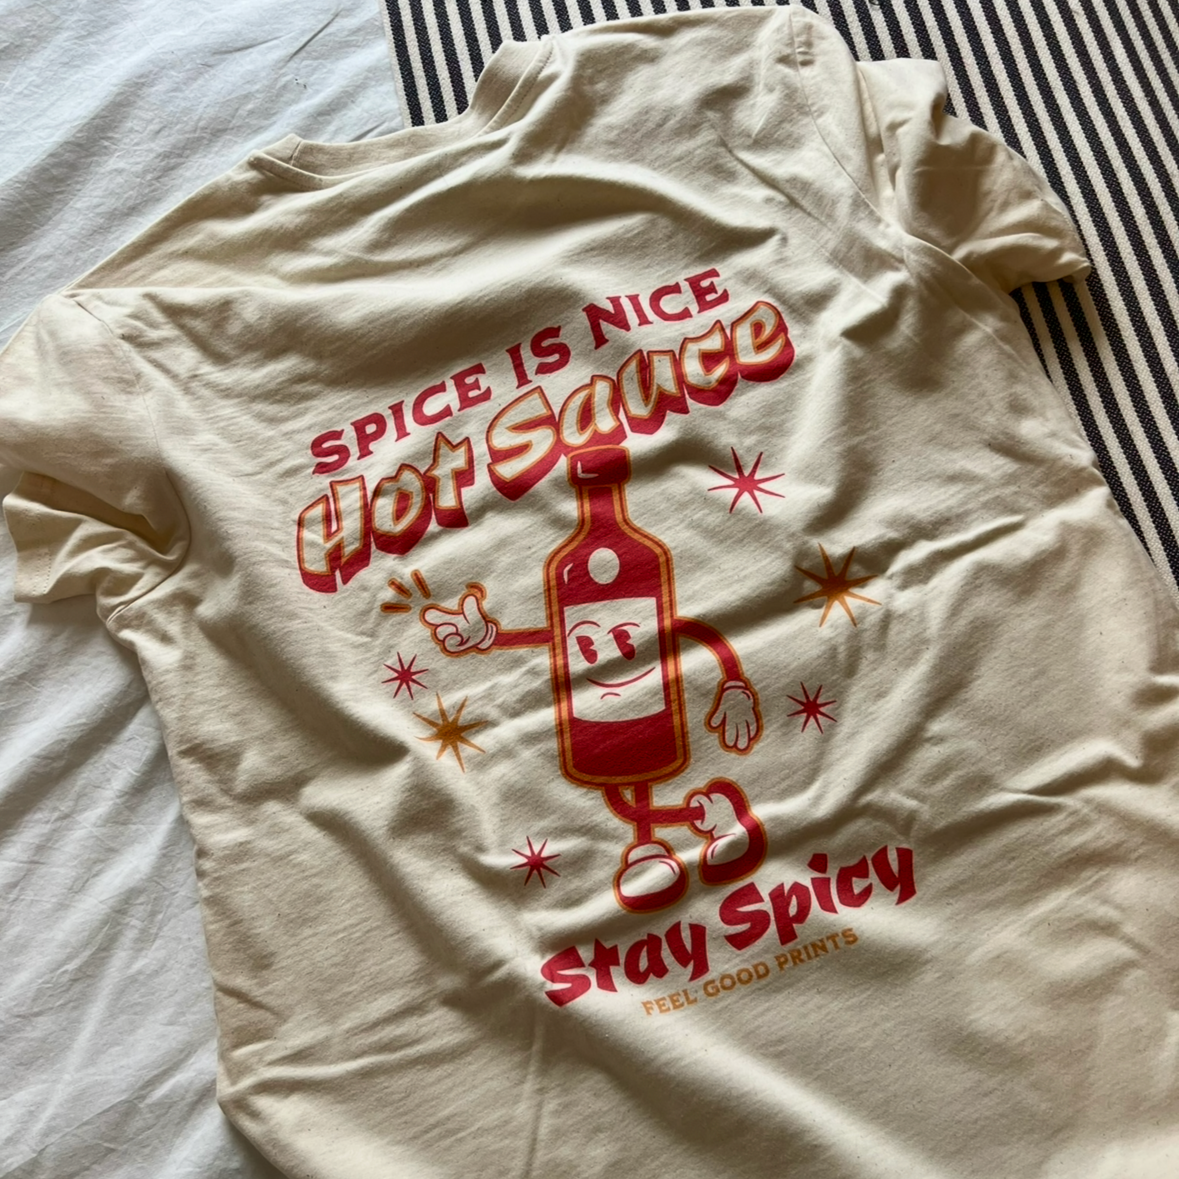 SPICE IS NICE
Hot Sauce
Stay Spicy
FEEL GOOD PRINTS